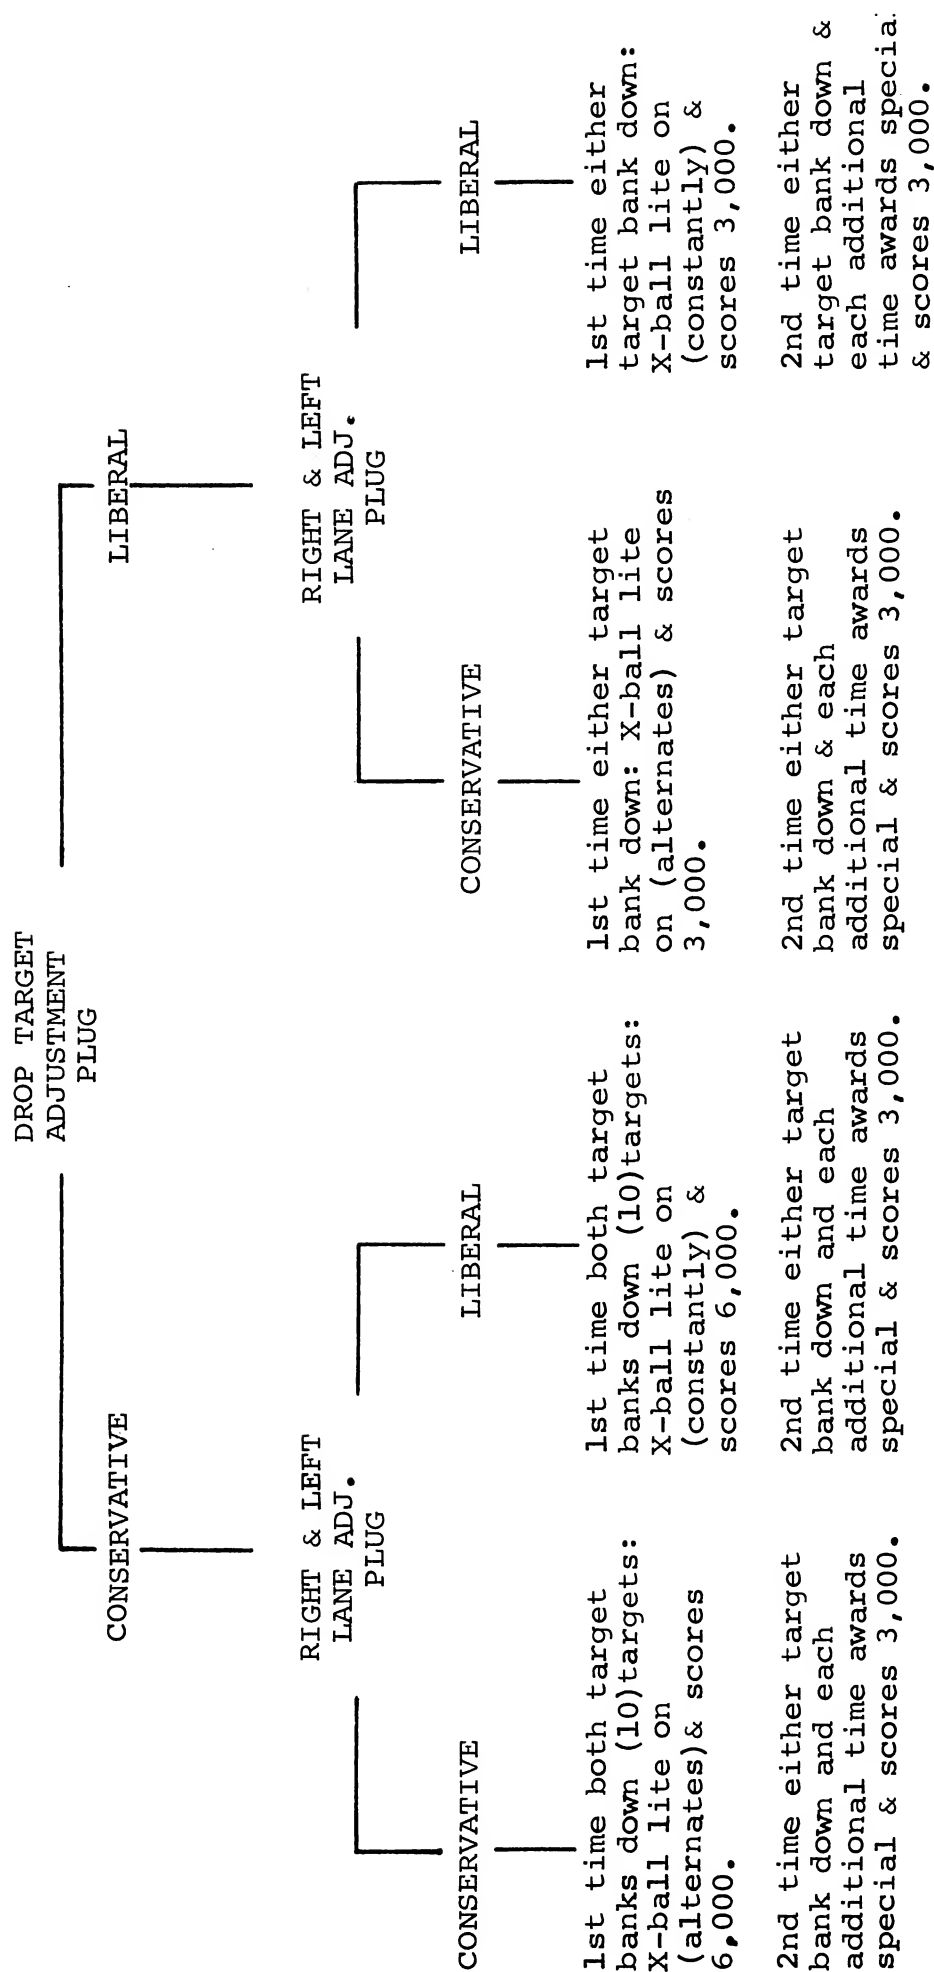 DROP TARGET
ADJUSTMENT
PLUG
CONSERVATIVE
LIBERAL
RIGHT & LEFT
LANE ADJ.
PLUG
RIGHT & LEFT
LANE ADJ.
PLUG
CONSERVATIVE
LIBERAL
CONSERVATIVE
LIBERAL
1st time both target
banks down (10)targets:
X-ball lite on
(alternates)& scores
6,000.
2nd time either target
bank down and each
additional time awards
special & scores 3,000.
1st time both target
banks down (10)targets:
X-ball lite on
(constantly) &
scores 6,000.
2nd time either target
bank down and each
additional time awards
special & scores 3,000.
1st time either target
bank down: X-ball lite
on (alternates) & scores
3,000.
2nd time either target
bank down & each
additional time awards
special & scores 3,000.
1st time either
target bank down:
X-ball lite on
(constantly) &
scores 3,000.
2nd time either
target bank down &
each additional
time awards specia
& scores 3,000.